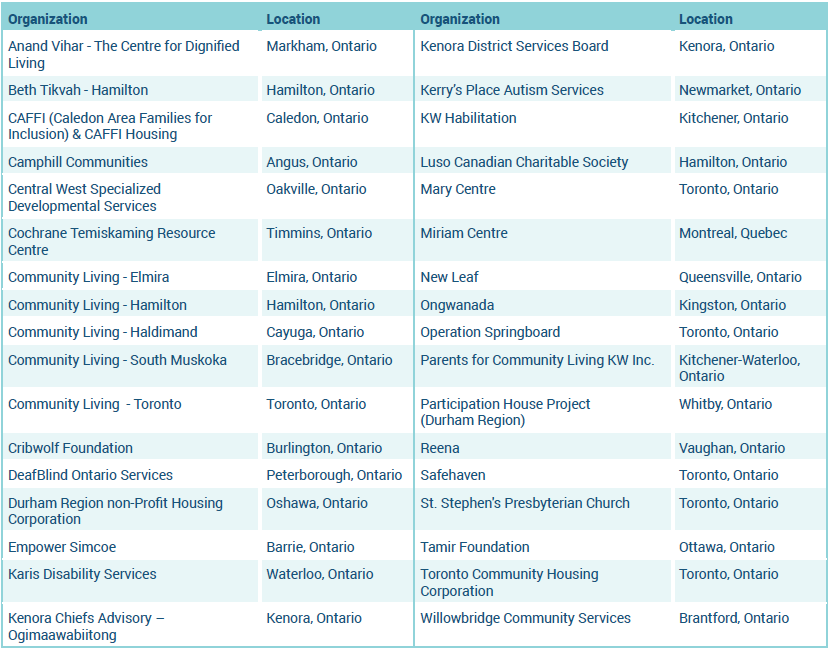 Organization Location Organization Location
Anand Vihar - The Centre for Dignified Markham, Ontario Kenora District Services Board Kenora, Ontario
Living
Beth Tikvah - Hamilton Hamilton, Ontario Kerry's Place Autism Services Newmarket, Ontario
CAFFI (Caledon Area Families for Caledon, Ontario KW Habilitation Kitchener, Ontario
Inclusion) & CAFFI Housing
Camphill Communities Angus, Ontario Luso Canadian Charitable Society Hamilton, Ontario
Central West Specialized Oakville, Ontario Mary Centre Toronto, Ontario
Developmental Services
Cochrane Temiskaming Resource Timmins, Ontario Miriam Centre Montreal, Quebec
Centre
Community Living - Elmira Elmira, Ontario New Leaf Queensville, Ontario
Community Living - Hamilton Hamilton, Ontario Ongwanada Kingston, Ontario
Community Living - Haldimand Cayuga, Ontario Operation Springboard Toronto, Ontario
Community Living - South Muskoka Bracebridge, Ontario Parents for Community Living KW Inc. Kitchener-Waterloo,
Ontario
Community Living - Toronto Toronto, Ontario Participation House Project Whitby, Ontario
(Durham Region)
Cribwolf Foundation Burlington, Ontario Reena Vaughan, Ontario
DeafBlind Ontario Services Peterborough, Ontario Safehaven Toronto, Ontario
Durham Region non-Profit Housing Oshawa, Ontario St. Stephen's Presbyterian Church Toronto, Ontario
Corporation
Empower Simcoe Barrie, Ontario Tamir Foundation Ottawa, Ontario
Karis Disability Services Waterloo, Ontario Toronto Community Housing Toronto, Ontario
Corporation
Kenora Chiefs Advisory – Kenora, Ontario Willowbridge Community Services Brantford, Ontario
Ogimaawabiitong